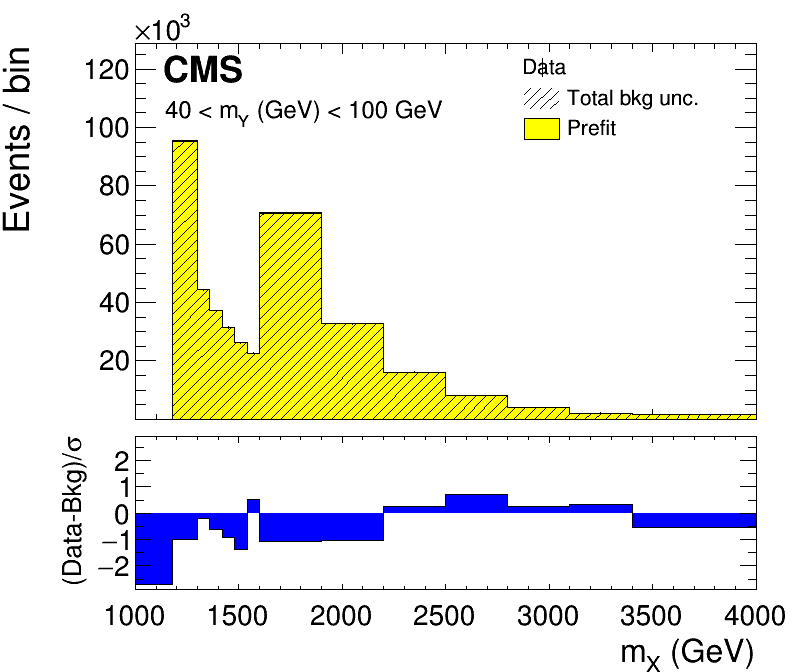 ×10³
Events / bin
120
100
80
60
40
20
CMS
40 < m_Y (GeV) < 100 GeV
Data
Total bkg unc.
Prefit
(Data-Bkg)/σ
2
1
0
−1
−2
1000 1500 2000 2500 3000 3500 4000
m_X (GeV)